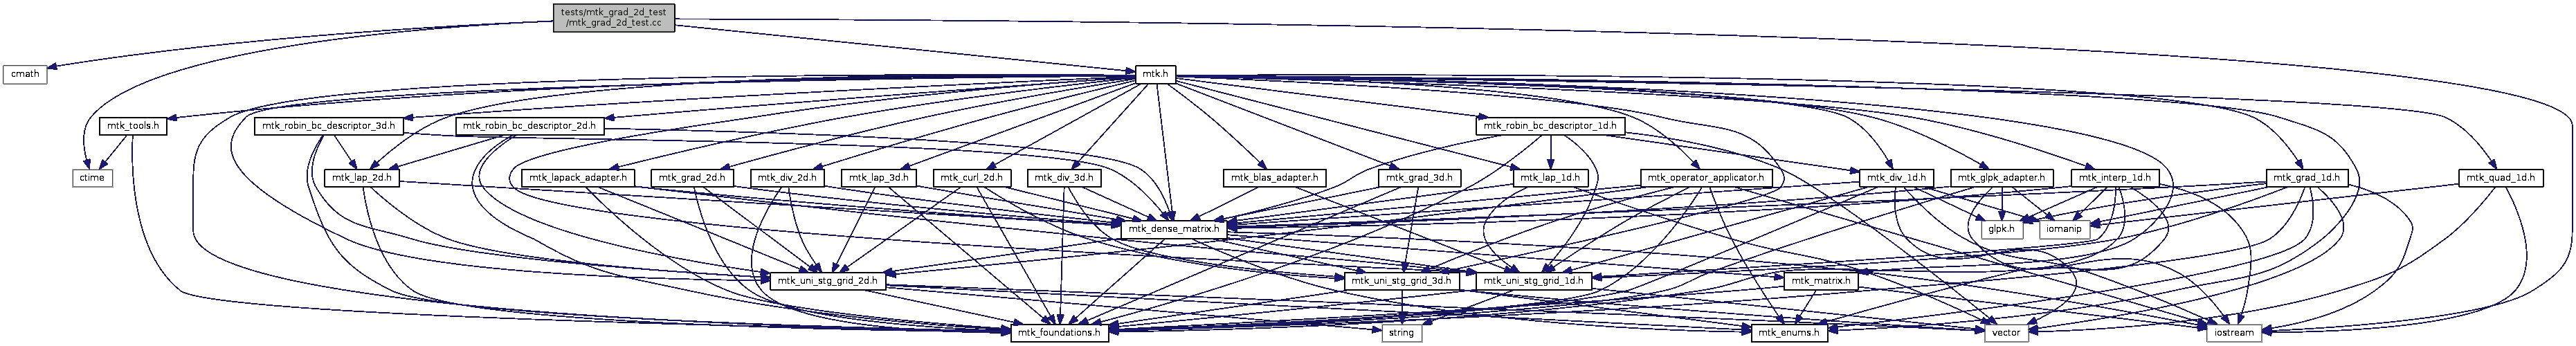 tests/mtk_grad_2d_test
/mtk_grad_2d_test.cc
cmath
mtk.h
mtk_tools.h
mtk_robin_bc_descriptor_3d.h
mtk_robin_bc_descriptor_2d.h
mtk_robin_bc_descriptor_1d.h
ctime
mtk_lap_2d.h
mtk_lapack_adapter.h
mtk_grad_2d.h
mtk_div_2d.h
mtk_lap_3d.h
mtk_curl_2d.h
mtk_div_3d.h
mtk_blas_adapter.h
mtk_grad_3d.h
mtk_lap_1d.h
mtk_operator_applicator.h
mtk_div_1d.h
mtk_glpk_adapter.h
mtk_interp_1d.h
mtk_grad_1d.h
mtk_quad_1d.h
mtk_dense_matrix.h
glpk.h
iomanip
mtk_uni_stg_grid_2d.h
mtk_uni_stg_grid_3d.h
mtk_uni_stg_grid_1d.h
mtk_matrix.h
mtk_foundations.h
string
mtk_enums.h
vector
iostream